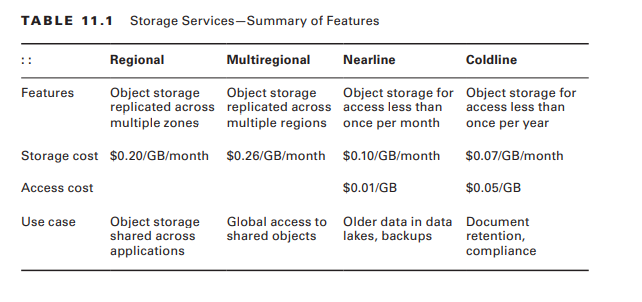 TABLE 11.1 Storage Services—Summary of Features
:: Regional Multiregional Nearline Coldline
Features Object storage Object storage Object storage for Object storage for
replicated across replicated across access less than access less than
multiple zones multiple regions once per month once per year
Storage cost $0.20/GB/month $0.26/GB/month $0.10/GB/month $0.07/GB/month
Access cost $0.01/GB $0.05/GB
Use case Object storage Global access to Older data in data Document
shared across shared objects lakes, backups retention,
applications compliance